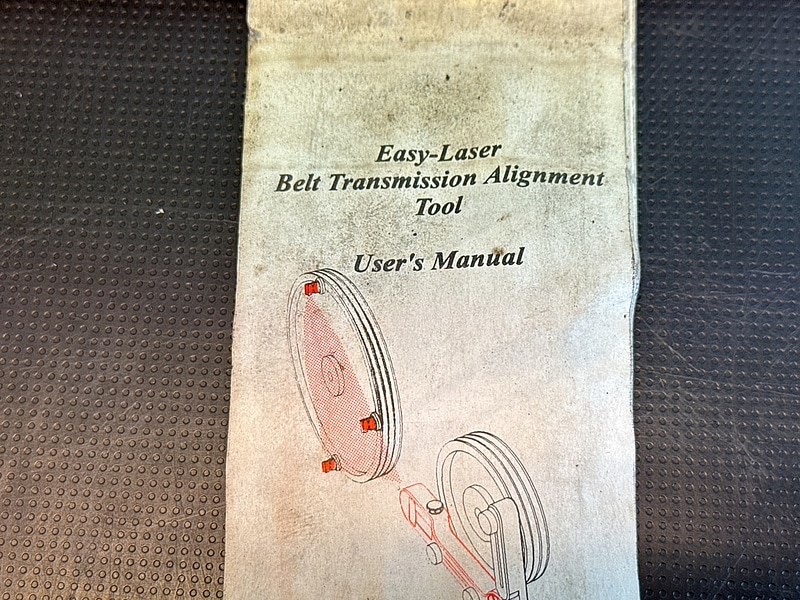 Easy-Laser
Belt Transmission Alignment
Tool
User's Manual